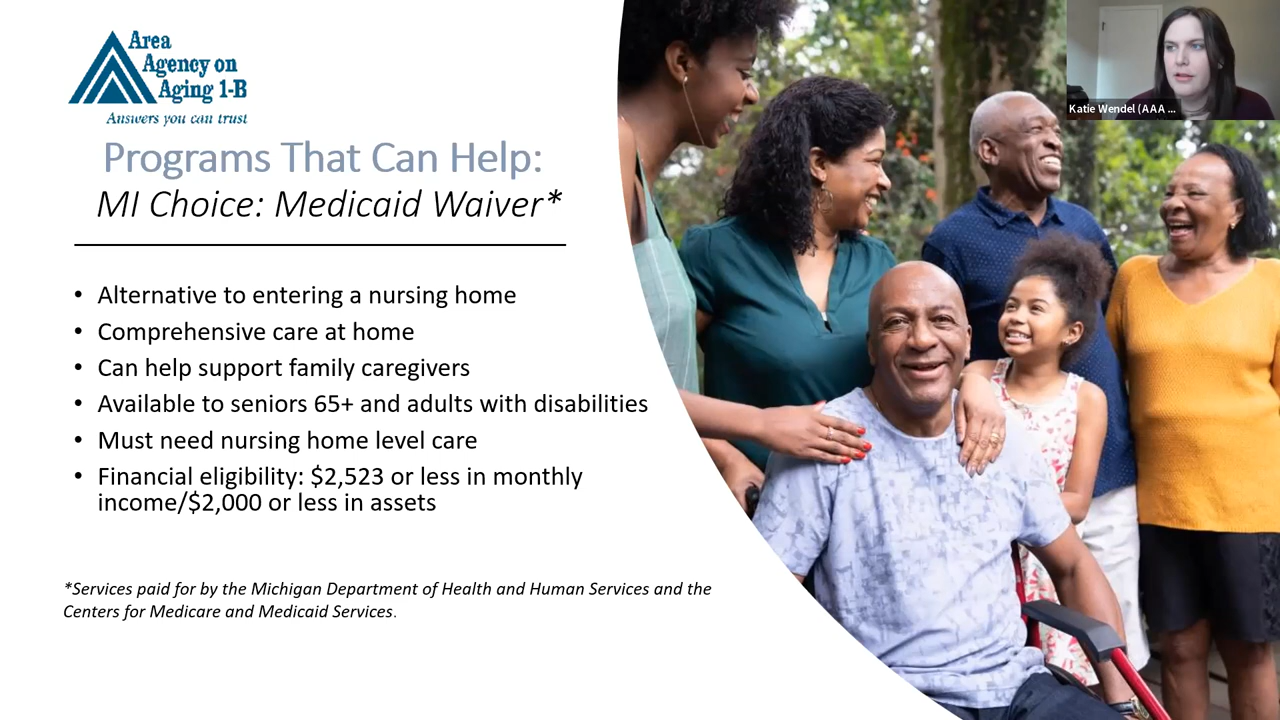 Area
Agency on
Aging 1-B
Answers you can trust
Programs That Can Help:
MI Choice: Medicaid Waiver*
• Alternative to entering a nursing home
• Comprehensive care at home
• Can help support family caregivers
• Available to seniors 65+ and adults with disabilities
• Must need nursing home level care
• Financial eligibility: $2,523 or less in monthly
income/$2,000 or less in assets
*Services paid for by the Michigan Department of Health and Human Services and the
Centers for Medicare and Medicaid Services.
Katie Wendel (AAA ...